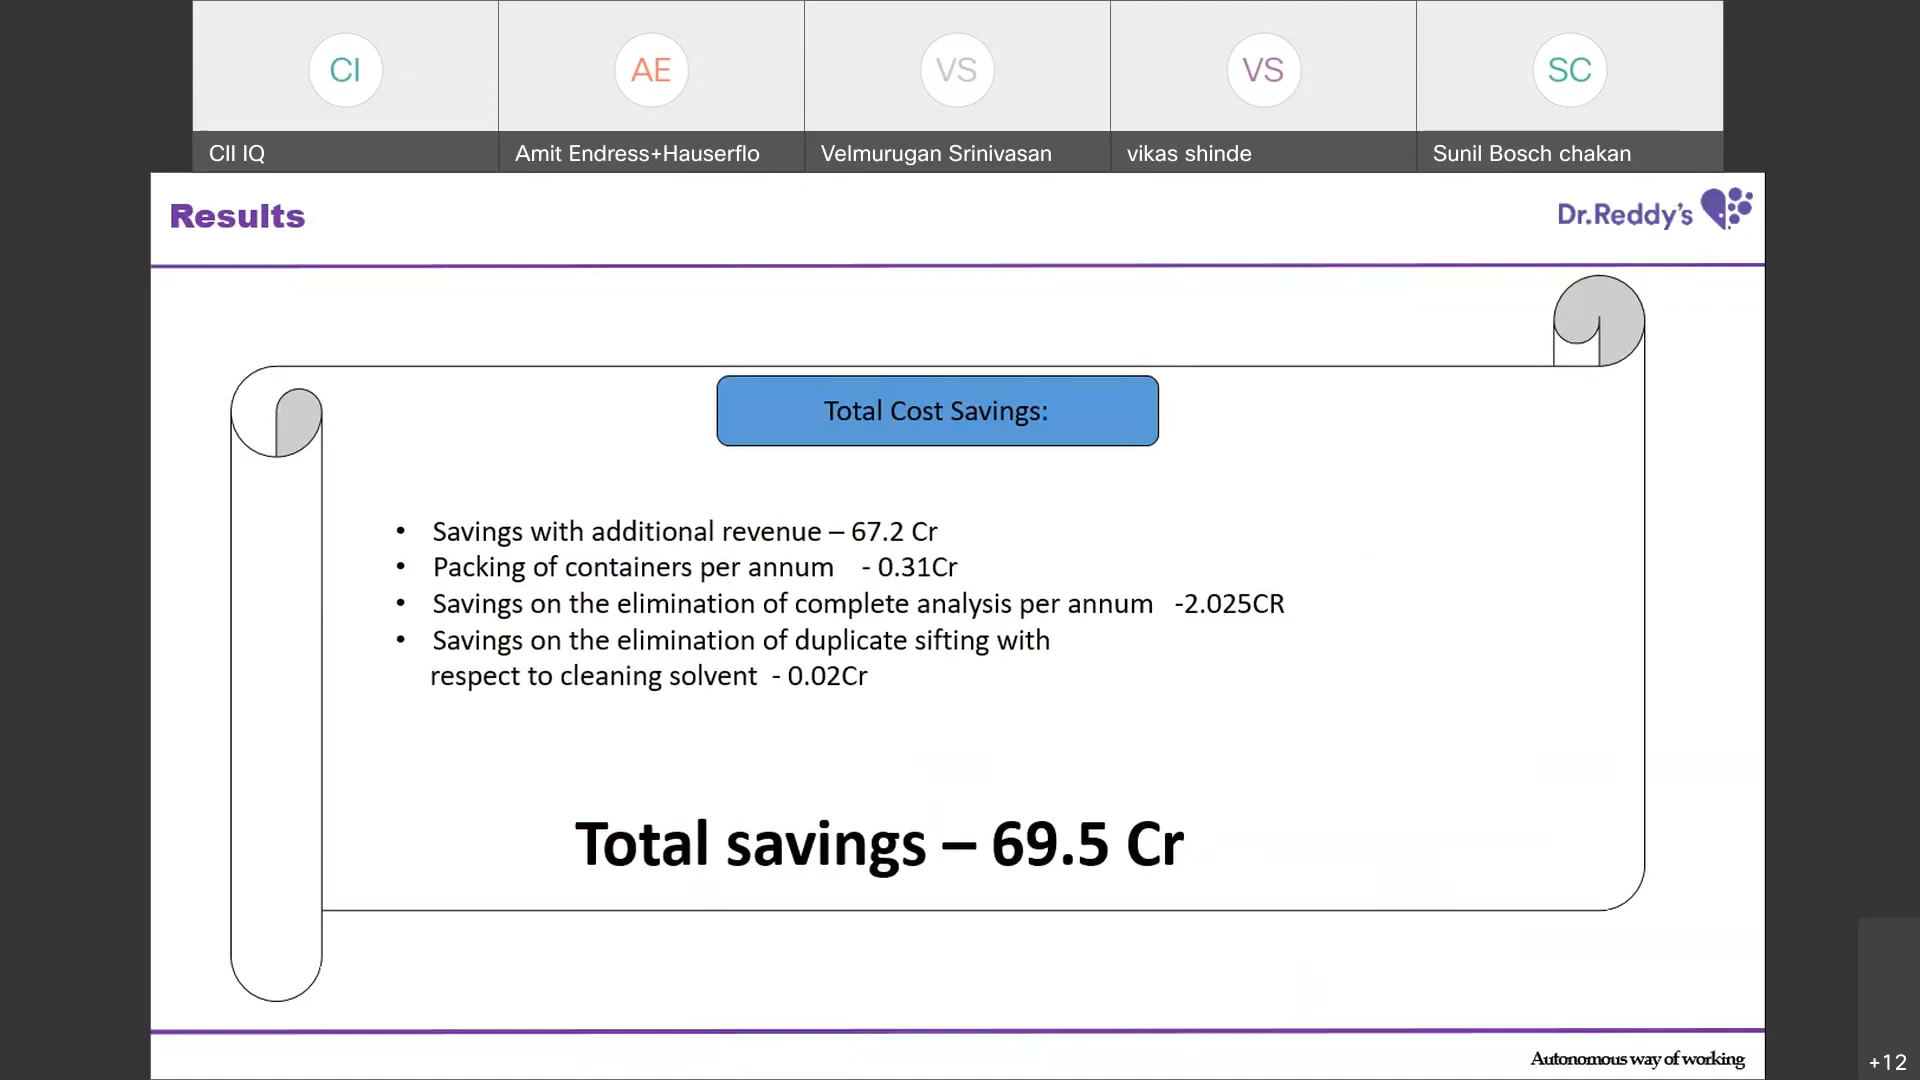 CI
AE
VS
VS
SC
CII IQ
Amit Endress+Hauserflo
Velmurugan Srinivasan
vikas shinde
Sunil Bosch chakan
Results
Dr.Reddy's
Total Cost Savings:
• Savings with additional revenue – 67.2 Cr
• Packing of containers per annum - 0.31Cr
• Savings on the elimination of complete analysis per annum -2.025CR
• Savings on the elimination of duplicate sifting with
respect to cleaning solvent - 0.02Cr
Total savings – 69.5 Cr
Autonomous way of working
+12